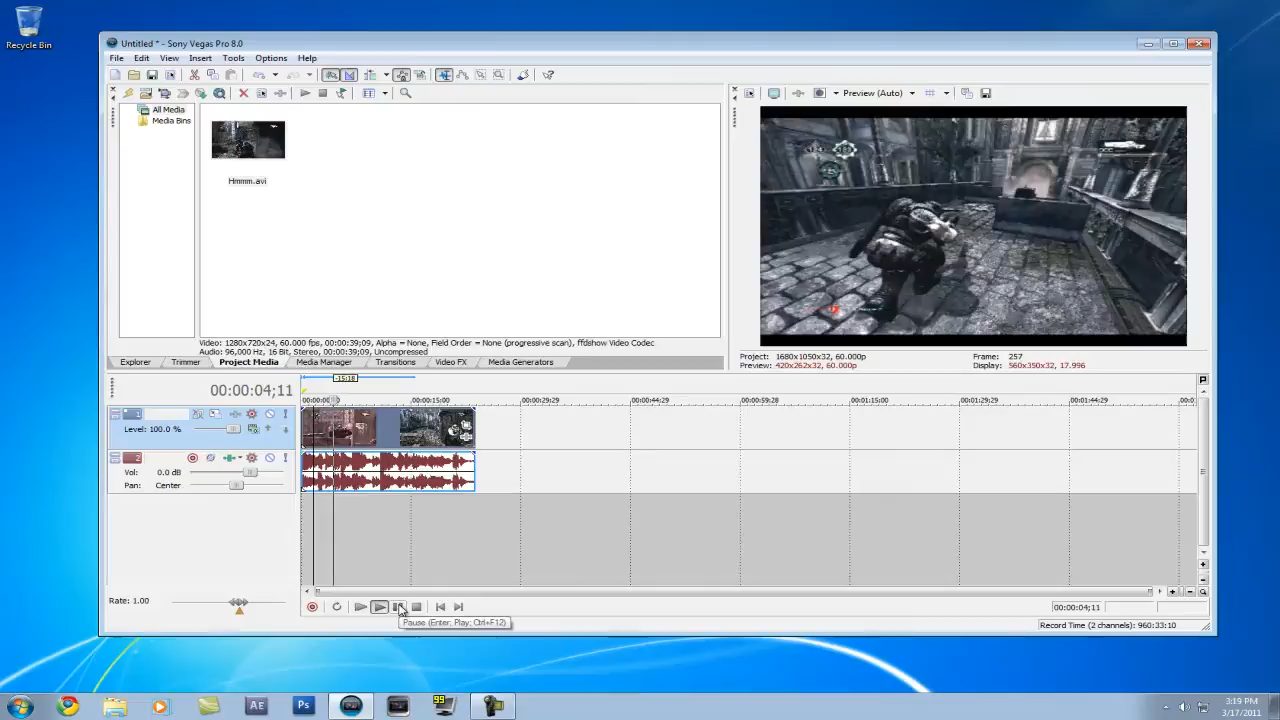 Recycle Bin
Untitled * - Sony Vegas Pro 8.0
File Edit View Insert Tools Options Help
Preview (Auto)
All Media
Media Bins
Hmmm.avi
Video: 1280x720x24, 60.000 fps, 00:00:39;09, Alpha = None, Field Order = None (progressive scan), ffdshow Video Codec
Audio: 96,000 Hz, 16 Bit, Stereo, 00:00:39;09, Uncompressed
Explorer Trimmer Project Media Media Manager Transitions Video FX Media Generators
Project: 1680x1050x32, 60.000p
Frame: 257
Preview: 420x262x32, 60.000p
Display: 560x350x32, 17.996
00:00:04;11
-15;18
00:00:15:00 00:00:29;29 00:00:44;29 00:00:59;28 00:01:15:00 00:01:29;29 00:01:44;29
1
Level: 100.0 %
2
Vol: 0.0 dB
Pan: Center
Rate: 1.00
Pause (Enter; Play; Ctrl+F12)
00:00:04;11
Record Time (2 channels): 960:33:10
Ae
Ps
99
3:19 PM
3/17/2011